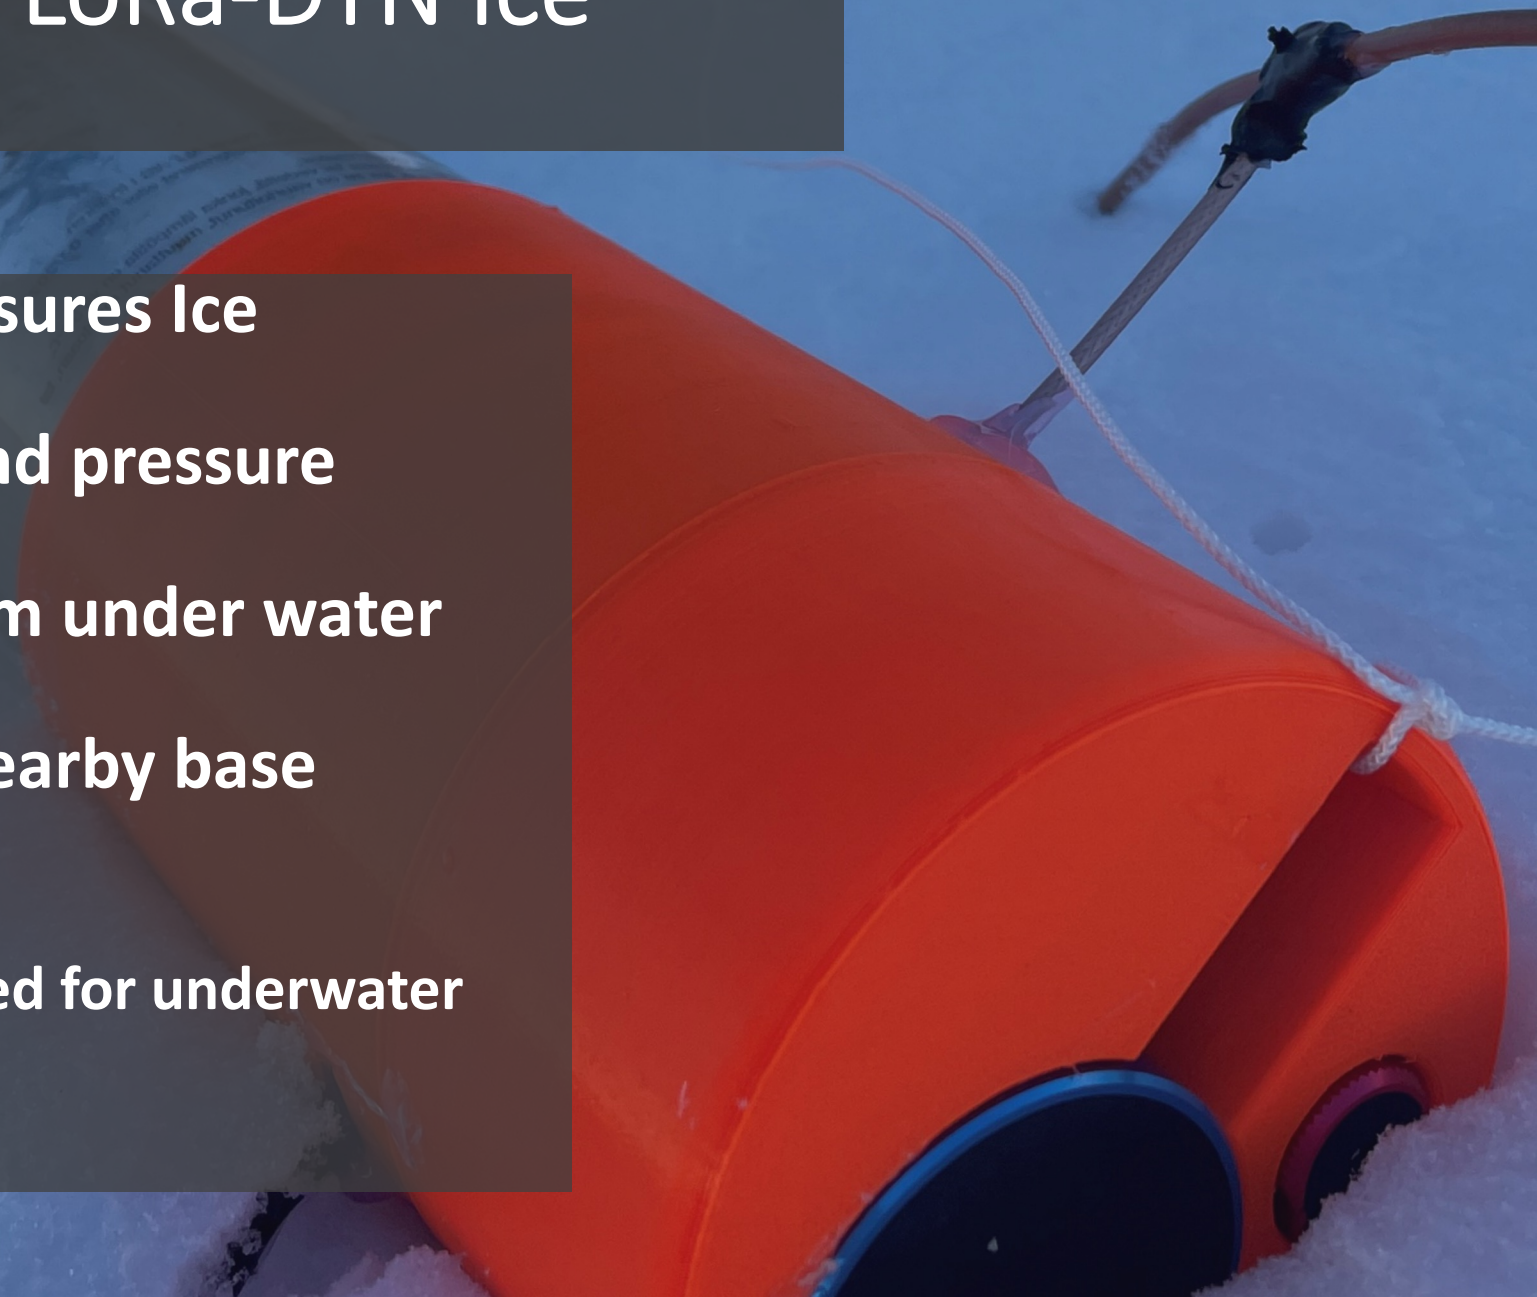 LoRa-DTN Ice
sures Ice
nd pressure
m under water
earby base
ed for underwater